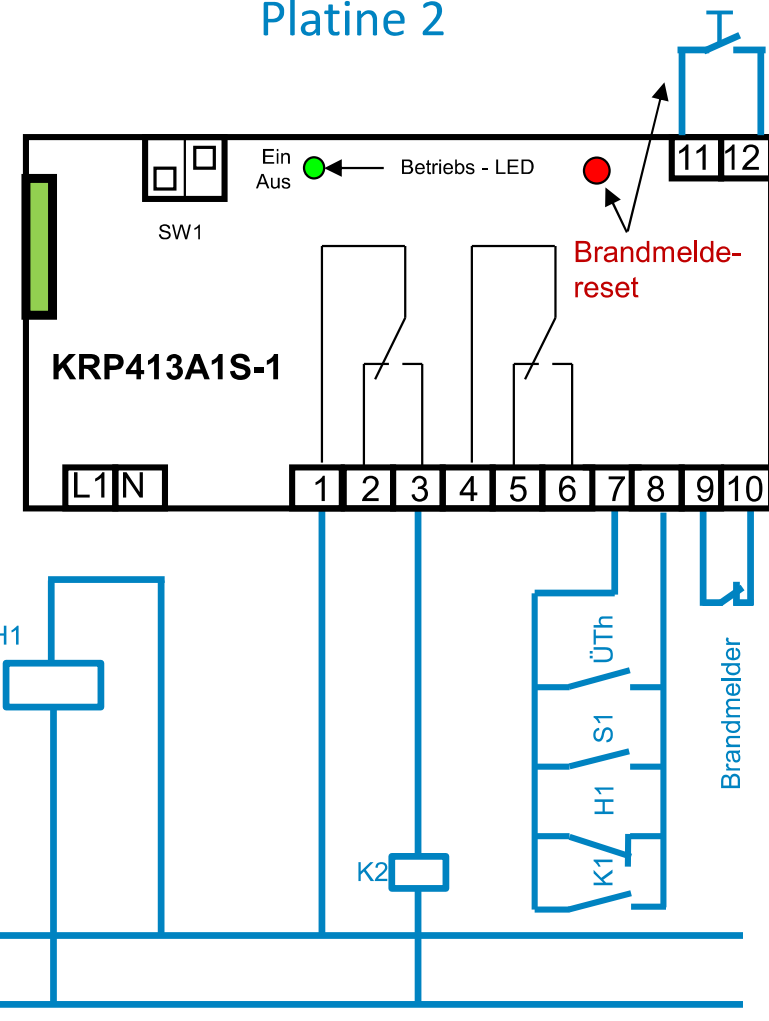 Platine 2
11 12
Ein
Aus
Betriebs - LED
SW1
Brandmelde-
reset
KRP413A1S-1
L1 N
1 2 3 4 5 6 7 8 9 10
H1
ÜTh
S1
H1
K1
Brandmelder
K2